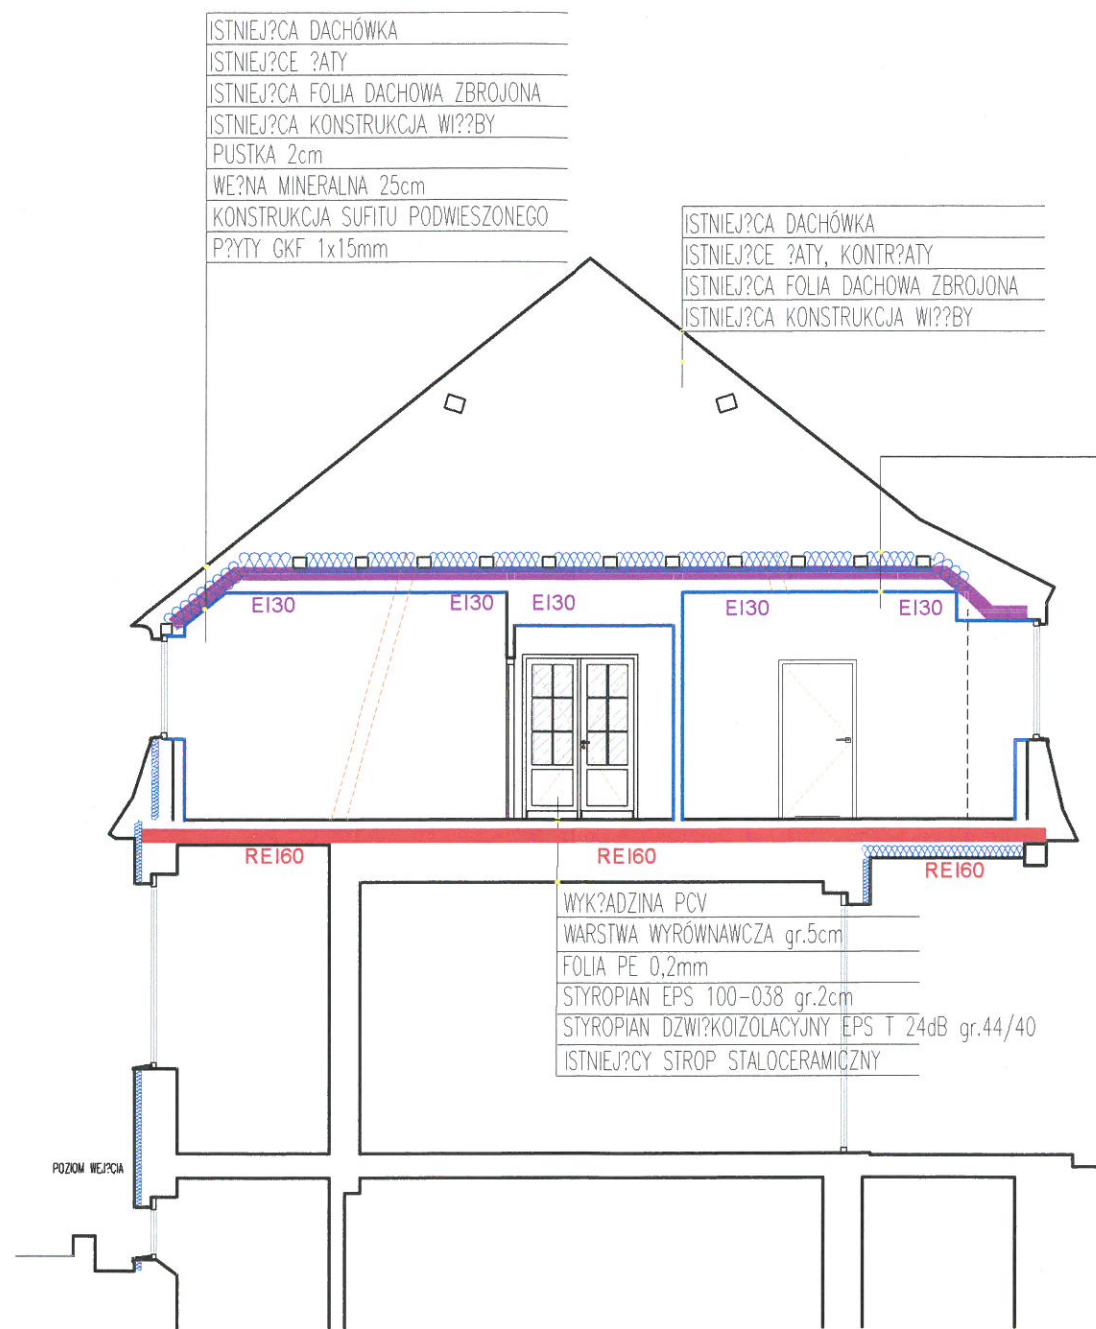 ISTNIEJ?CA DACHÓWKA
ISTNIEJ?CE ?ATY
ISTNIEJ?CA FOLIA DACHOWA ZBROJONA
ISTNIEJ?CA KONSTRUKCJA WI??BY
PUSTKA 2cm
WE?NA MINERALNA 25cm
KONSTRUKCJA SUFITU PODWIESZONEGO
P?YTY GKF 1x15mm
ISTNIEJ?CA DACHÓWKA
ISTNIEJ?CE ?ATY, KONTR?ATY
ISTNIEJ?CA FOLIA DACHOWA ZBROJONA
ISTNIEJ?CA KONSTRUKCJA WI??BY
EI30 EI30 EI30 EI30 EI30
REI60 REI60 REI60
WYK?ADZINA PCV
WARSTWA WYRÓWNAWCZA gr.5cm
FOLIA PE 0,2mm
STYROPIAN EPS 100-038 gr.2cm
STYROPIAN DZWI?KOIZOLACYJNY EPS T 24dB gr.44/40
ISTNIEJ?CY STROP STALOCERAMICZNY
POZIOM WEJ?CIA